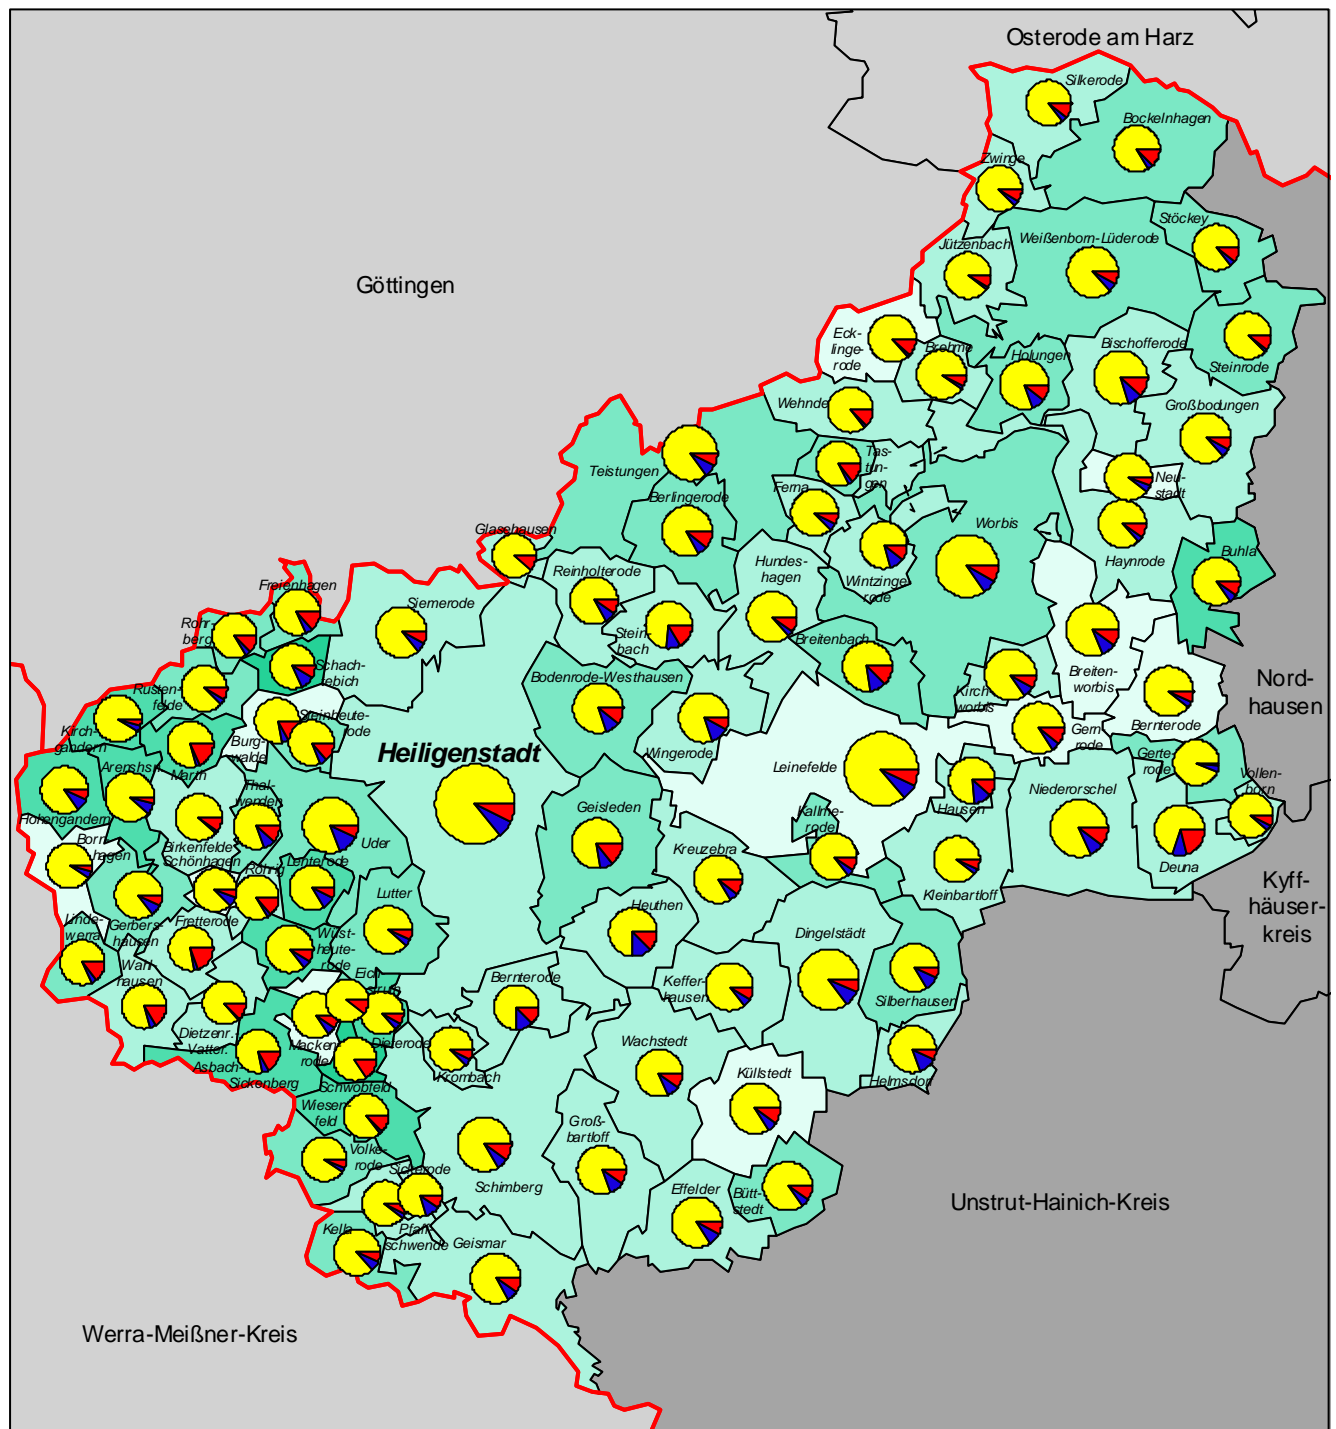 Osterode am Harz
Silkerode
Bockelnhagen
Zwinge
Stöckey
Jützenbach
Weißenborn-Lüderode
Göttingen
Eck-
linge-
rode
Brehme
Holungen
Bischofferode
Steinrode
Wehnde
Großbodungen
Teistungen
Tas-
tun-
gen
Neu-
stadt
Berlingerode
Ferna
Worbis
Glasehausen
Haynrode
Buhla
Reinholterode
Hundes-
hagen
Wintzinge
rode
Freienhagen
Siemerode
Rohr-
berg
Stein-
bach
Breitenbach
Schach-
tebich
Breiten-
worbis
Rusten-
felde
Bodenrode-Westhausen
Kirch-
worbis
Nord-
hausen
Bernterode
Kirch-
gandern
Steinheute-
rode
Burg-
walde
Heiligenstadt
Wingerode
Gern-
rode
Marth
Gerte-
rode
Arenshsn.
Leinefelde
Vollen-
born
Thal-
wenden
Hausen
Niederorschel
Hohengandern
Geisleden
Kallme-
rode
Born-
hagen
Birkenfelde
Uder
Schönhagen
Lenterode
Röhrig
Kreuzebra
Kleinbartloff
Deuna
Kyff-
häuser-
kreis
Lutter
Gerbers-
hausen
Fretterode
Heuthen
Linde-
werra
Wüst-
heute-
rode
Dingelstädt
Wahl-
hausen
Eich-
struth
Bernterode
Keffer-
hausen
Silberhausen
Dietzenr.-
Vatter.
Macken-
rode
Dieterode
Wachstedt
Asbach-
Sickenberg
Krombach
Helmsdorf
Schwobfeld
Küllstedt
Wiesen-
feld
Groß-
bartloff
Volke-
rode
Sickerode
Schimberg
Effelder
Bütt-
stedt
Unstrut-Hainich-Kreis
Kella
Pfaff-
schwende
Geismar
Werra-Meißner-Kreis